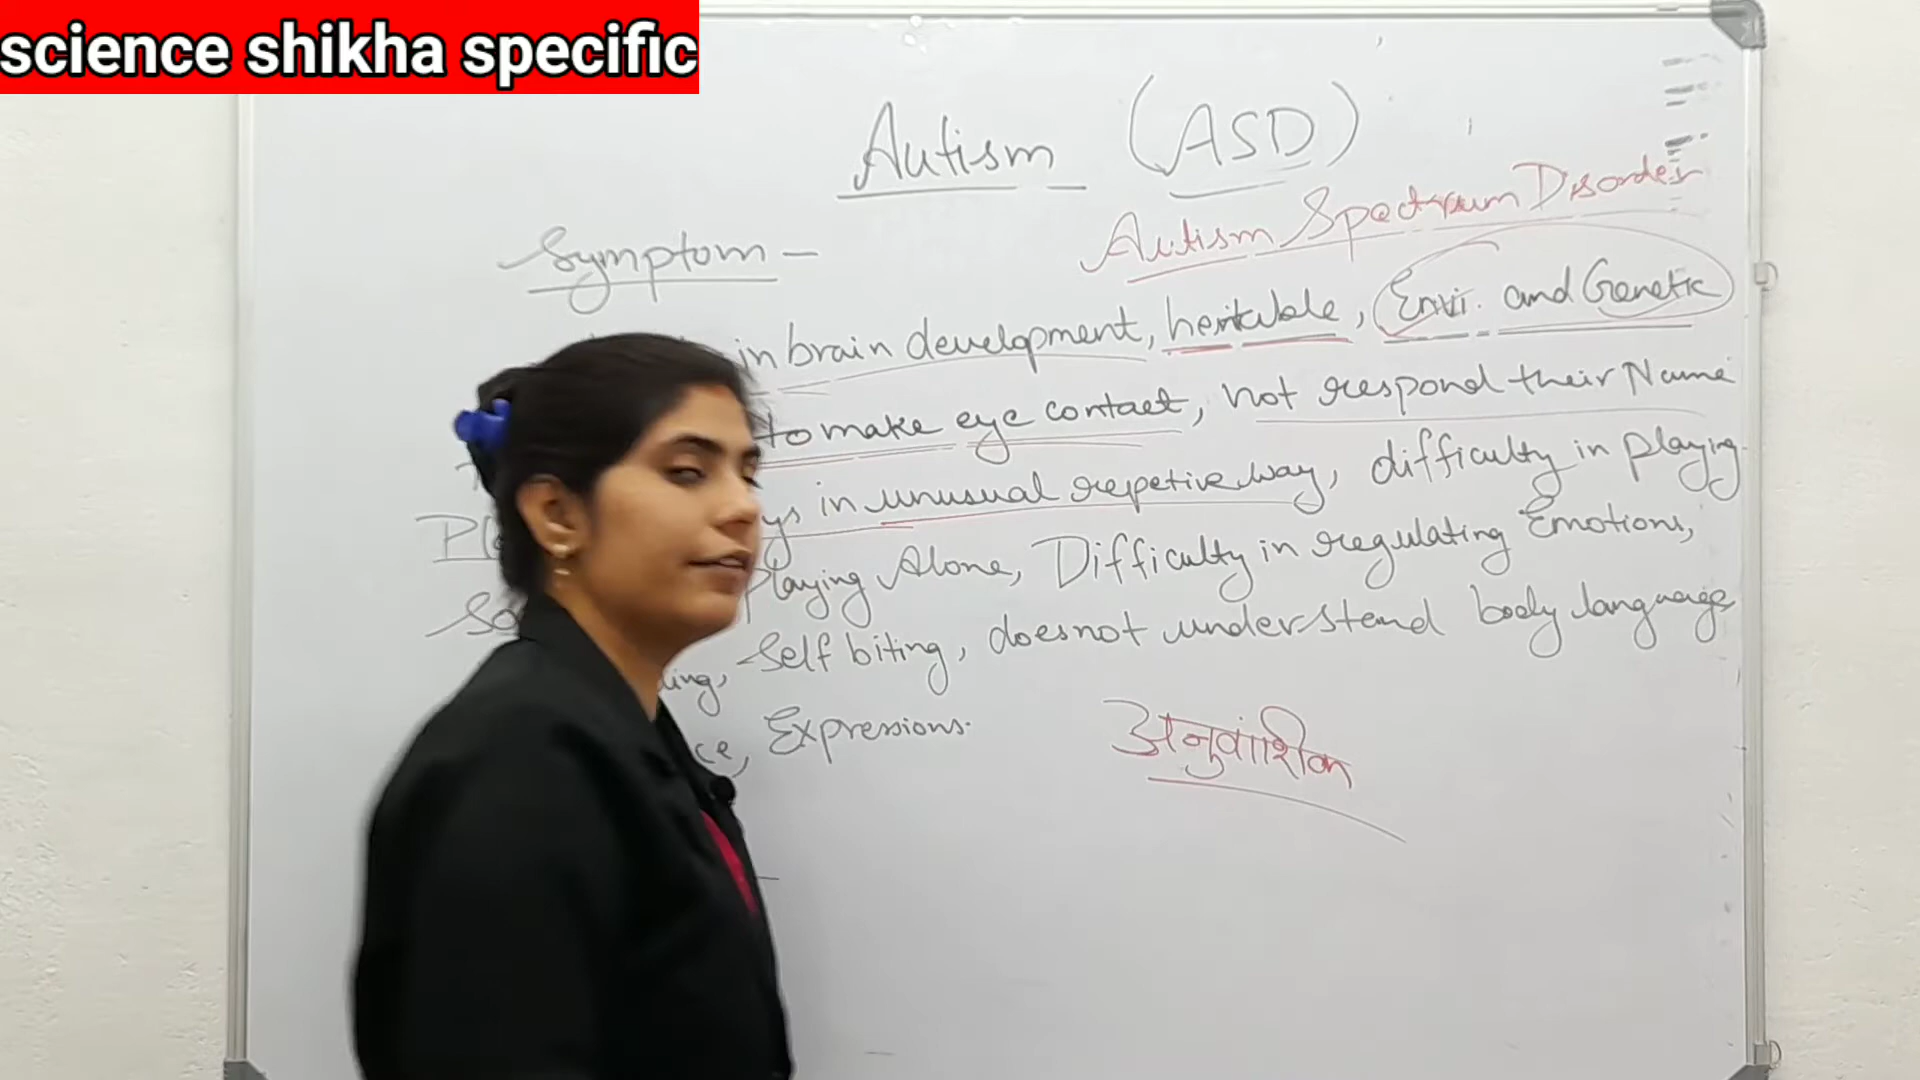 science shikha specific
Autism (ASD)
Autism Spectrum Disorder
Symptom -
in brain development, heritable, Envi. and Genetic
to make eye contact, not respond their Name
ys in unusual repetive way, difficulty in playing
Playing Alone, Difficulty in regulating Emotions,
Self biting, doesnot understand body language
Expressions.
अनुवांशिक